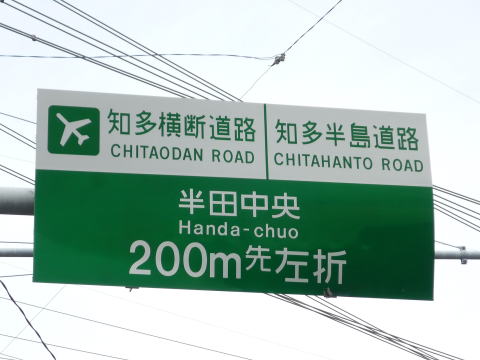 知多横断道路
CHITAODAN ROAD
知多半島道路
CHITAHANTO ROAD
半田中央
Handa-chuo
200m先左折